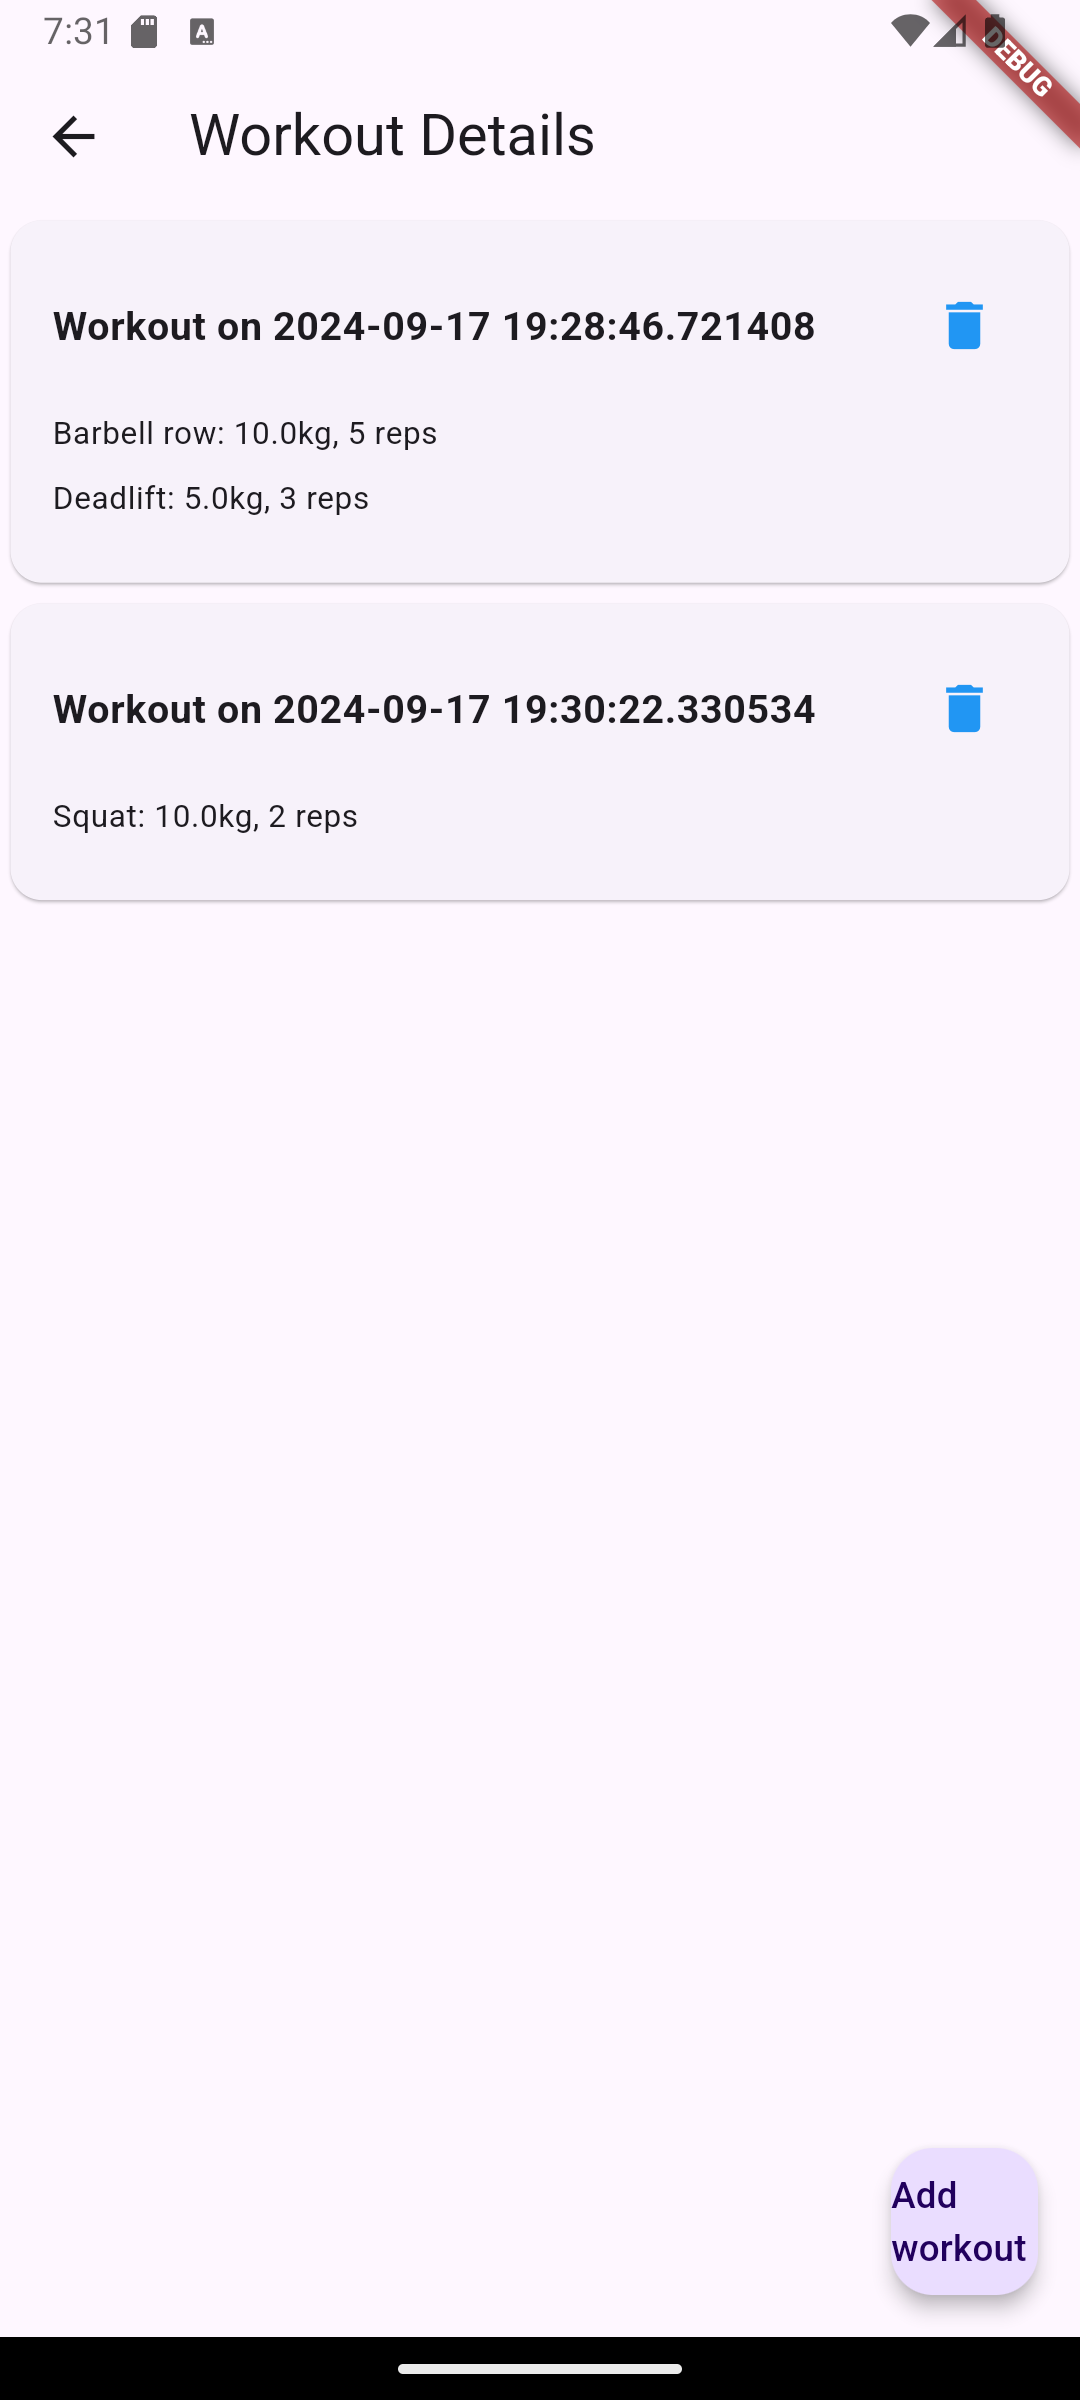 7:31
DEBUG
Workout Details
Workout on 2024-09-17 19:28:46.721408
Barbell row: 10.0kg, 5 reps
Deadlift: 5.0kg, 3 reps
Workout on 2024-09-17 19:30:22.330534
Squat: 10.0kg, 2 reps
Add
workout